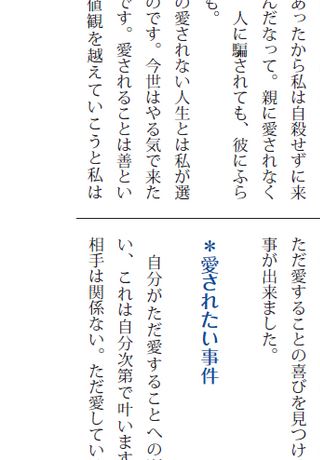 あったから私は自殺せずに来
んだなって。親に愛されなく
人に騙されても、彼にふら
も。
の愛されない人生とは私が選
のです。今世はやる気で来た
です。愛されることは善とい
値観を越えていこうと私は
ただ愛することの喜びを見つけ
事が出来ました。
＊愛されたい事件
自分がただ愛することへの
い、これは自分次第で叶います
相手は関係ない。ただ愛してい